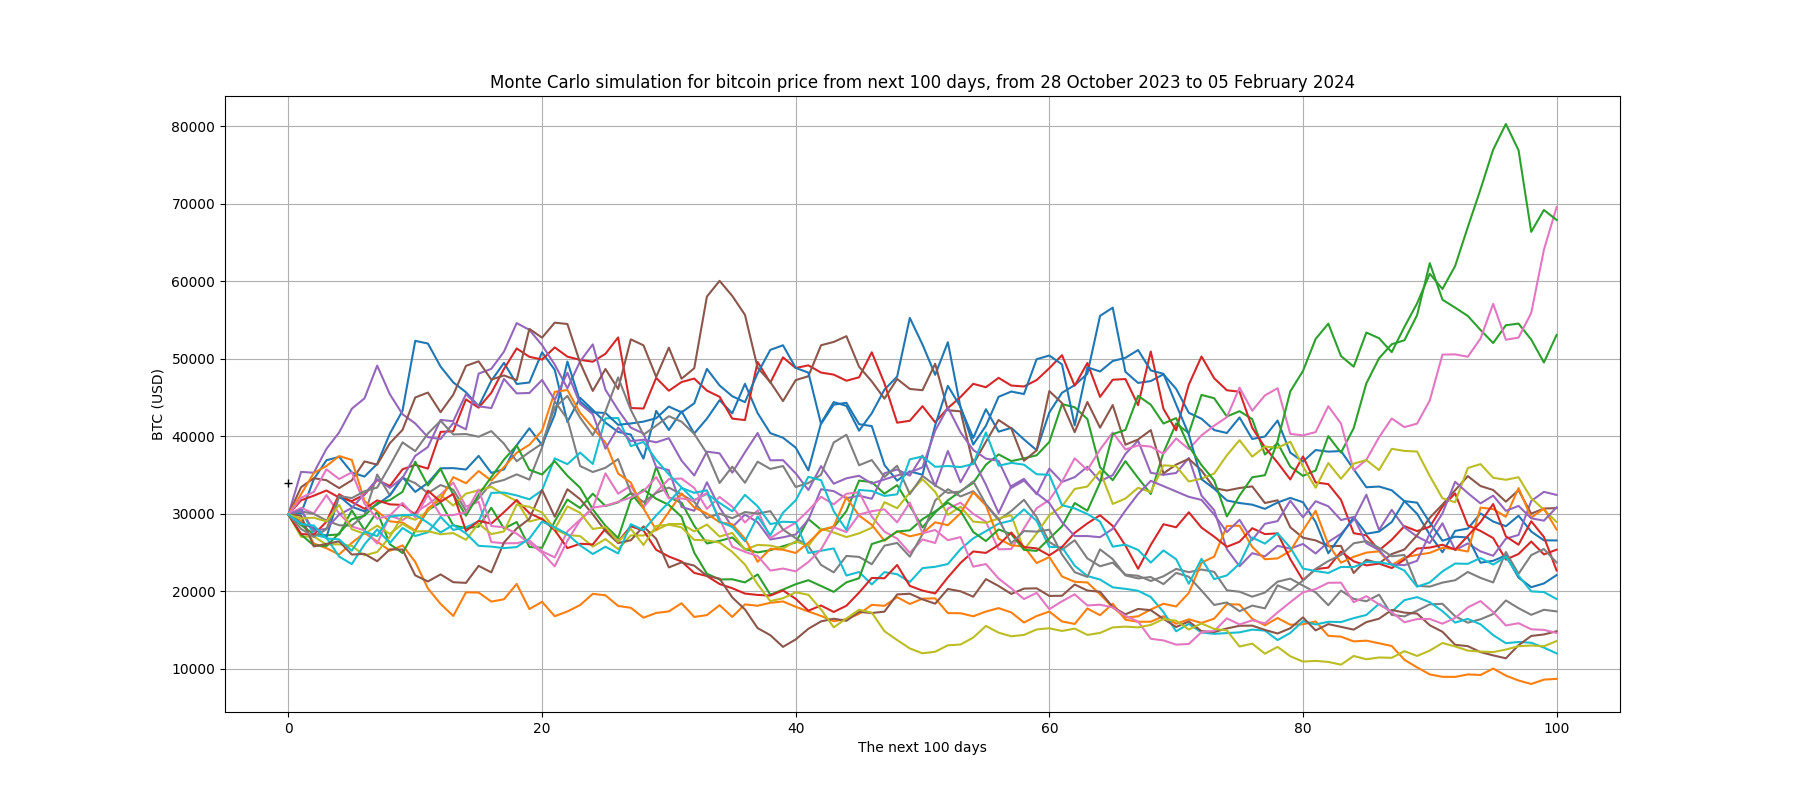 Monte Carlo simulation for bitcoin price from next 100 days, from 28 October 2023 to 05 February 2024
80000
70000
60000
50000
40000
30000
20000
10000
BTC (USD)
0 20 40 60 80 100
The next 100 days